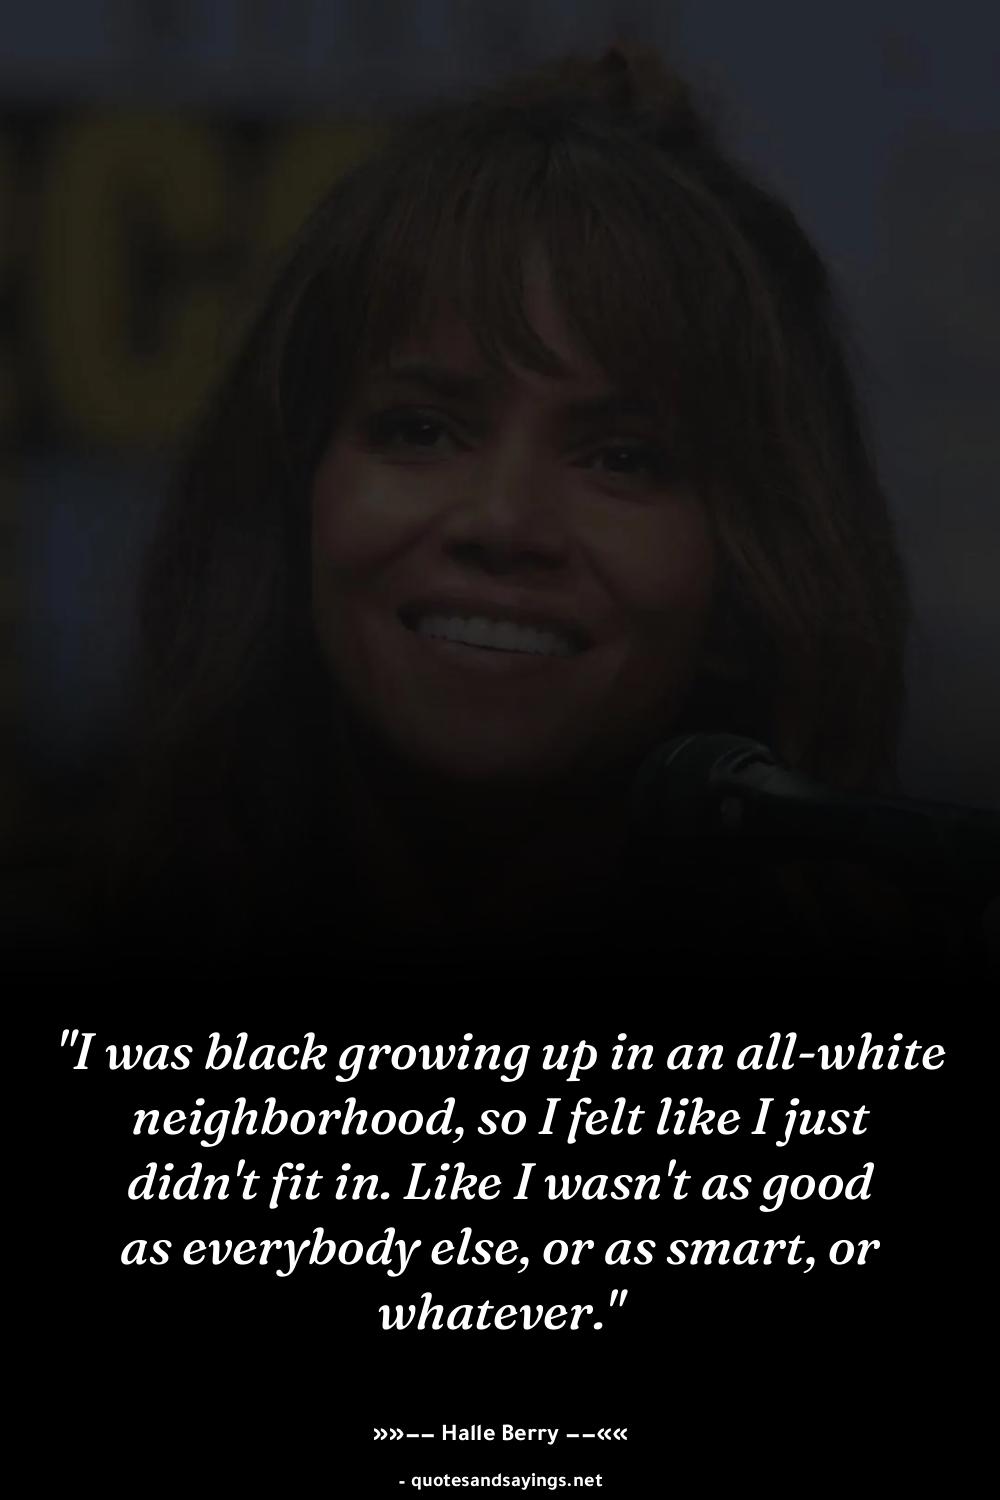 "I was black growing up in an all-white
neighborhood, so I felt like I just
didn't fit in. Like I wasn't as good
as everybody else, or as smart, or
whatever."
»»-- Halle Berry --««
- quotesandsayings.net